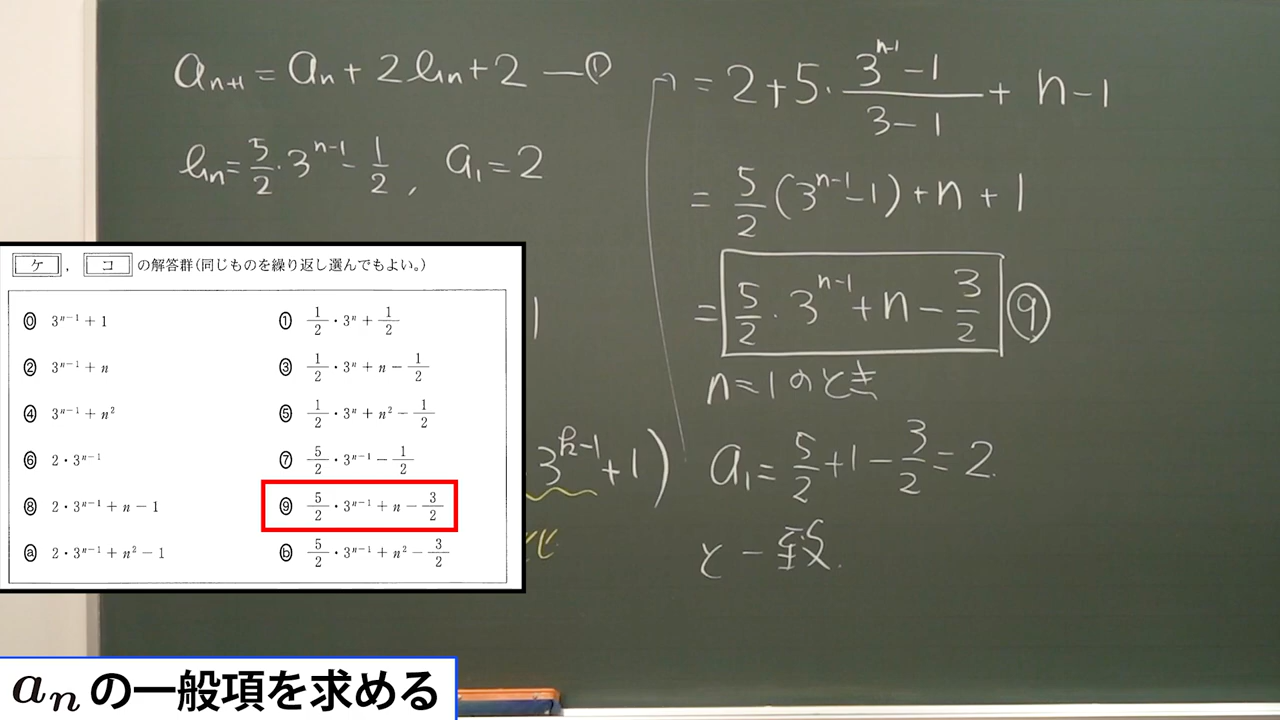 aₙ₊₁ = aₙ + 2bₙ + 2 ―①
bₙ = 5/2・3ⁿ⁻¹ - 1/2 , a₁ = 2
ケ , コ の解答群(同じものを繰り返し選んでもよい。)
⓪ 3ⁿ⁻¹ + 1
① 1/2・3ⁿ + 1/2
② 3ⁿ⁻¹ + n
③ 1/2・3ⁿ + n − 1/2
④ 3ⁿ⁻¹ + n²
⑤ 1/2・3ⁿ + n² − 1/2
⑥ 2・3ⁿ⁻¹
⑦ 5/2・3ⁿ⁻¹ − 1/2
⑧ 2・3ⁿ⁻¹ + n − 1
⑨ 5/2・3ⁿ⁻¹ + n − 3/2
ⓐ 2・3ⁿ⁻¹ + n² − 1
ⓑ 5/2・3ⁿ⁻¹ + n² − 3/2
1
3ᵏ⁻¹ + 1)
= 2 + 5・(3ⁿ⁻¹ - 1)/(3 - 1) + n - 1
= 5/2 (3ⁿ⁻¹ - 1) + n + 1
= 5/2・3ⁿ⁻¹ + n - 3/2 ⑨
n = 1 のとき
a₁ = 5/2 + 1 - 3/2 = 2.
と一致.
aₙの一般項を求める